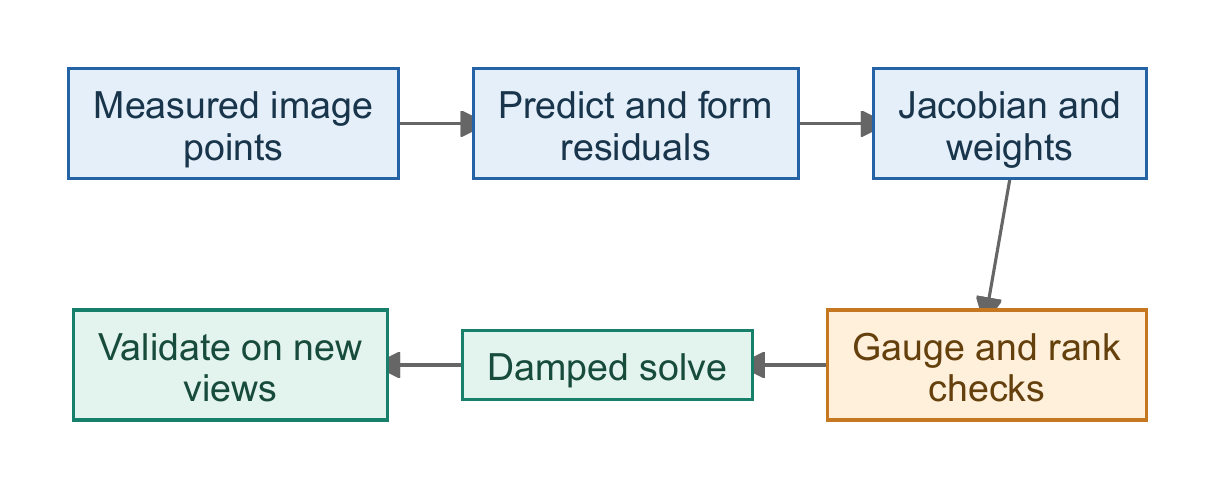 Measured image
points
Predict and form
residuals
Jacobian and
weights
Validate on new
views
Damped solve
Gauge and rank
checks